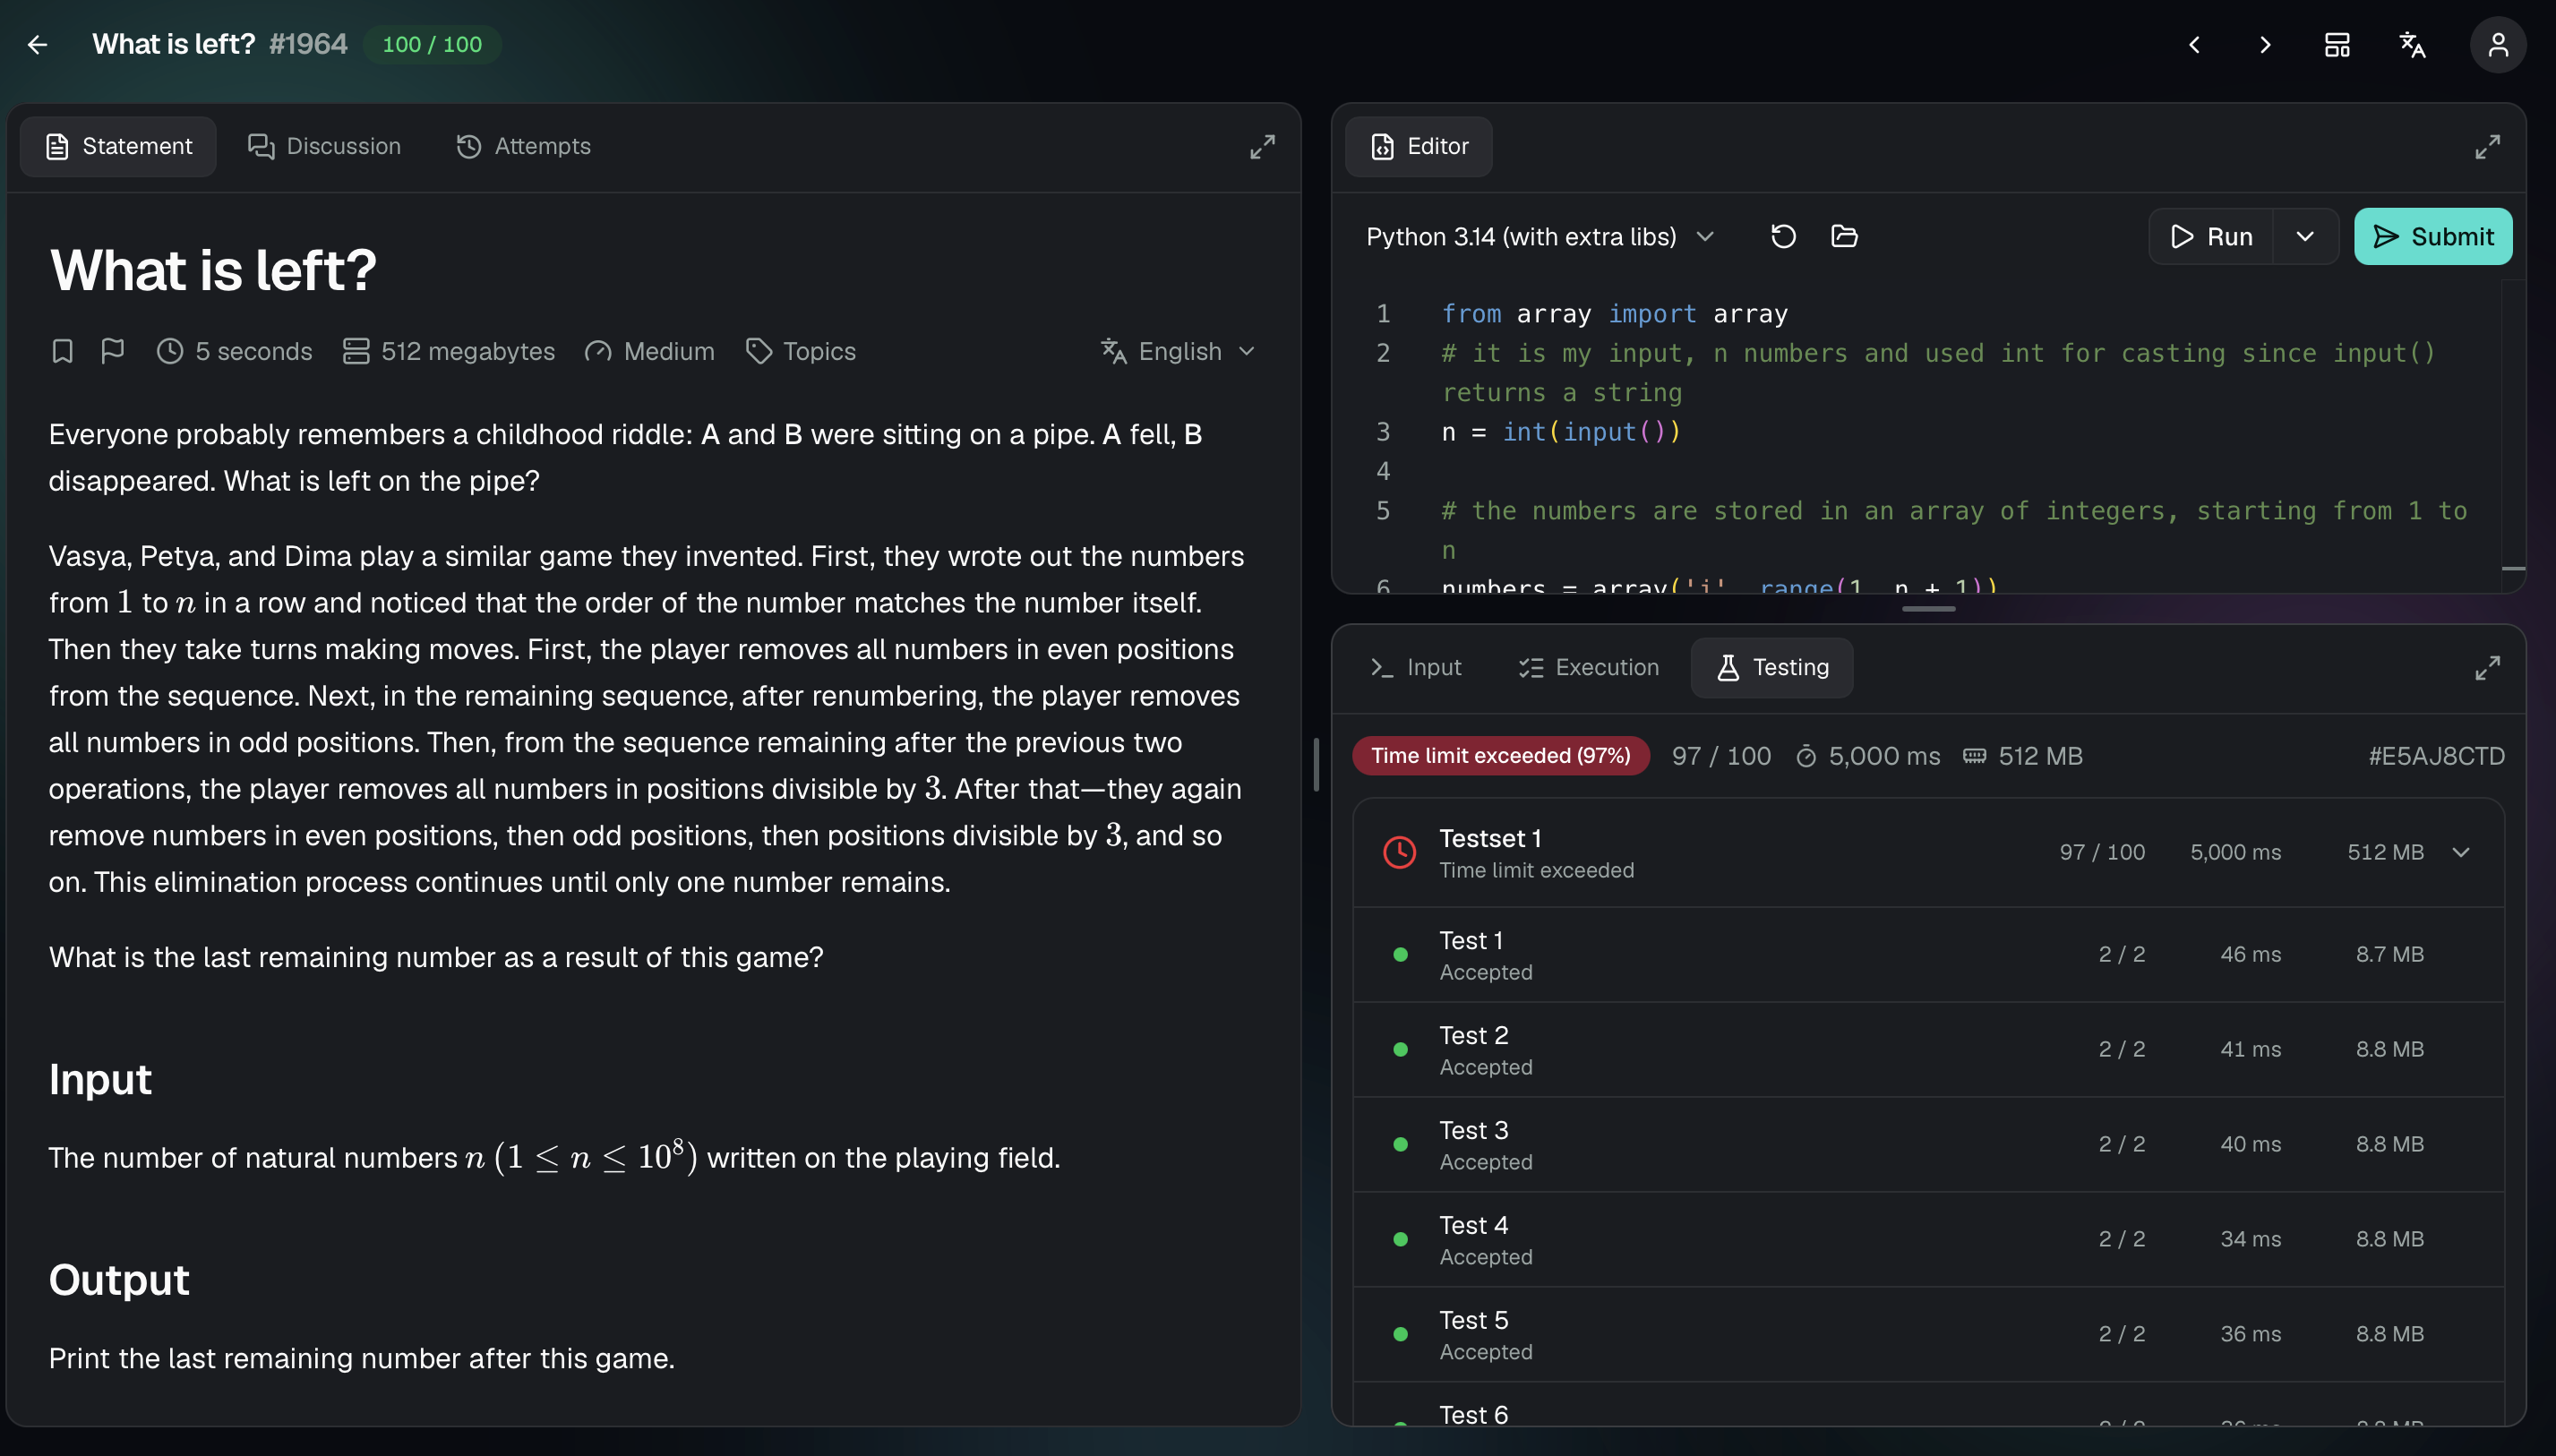 What is left? #1964 100 / 100
Statement
Discussion
Attempts
What is left?
5 seconds
512 megabytes
Medium
Topics
English
Everyone probably remembers a childhood riddle: A and B were sitting on a pipe. A fell, B
disappeared. What is left on the pipe?
Vasya, Petya, and Dima play a similar game they invented. First, they wrote out the numbers
from 1 to n in a row and noticed that the order of the number matches the number itself.
Then they take turns making moves. First, the player removes all numbers in even positions
from the sequence. Next, in the remaining sequence, after renumbering, the player removes
all numbers in odd positions. Then, from the sequence remaining after the previous two
operations, the player removes all numbers in positions divisible by 3. After that—they again
remove numbers in even positions, then odd positions, then positions divisible by 3, and so
on. This elimination process continues until only one number remains.
What is the last remaining number as a result of this game?
Input
The number of natural numbers n (1 ≤ n ≤ 10⁸) written on the playing field.
Output
Print the last remaining number after this game.
Editor
Python 3.14 (with extra libs)
Run
Submit
1 from array import array
2 # it is my input, n numbers and used int for casting since input()
returns a string
3 n = int(input())
4
5 # the numbers are stored in an array of integers, starting from 1 to
n
6 numbers = array('i', range(1, n + 1))
Input
Execution
Testing
Time limit exceeded (97%) 97 / 100 5,000 ms 512 MB #E5AJ8CTD
Testset 1 97 / 100 5,000 ms 512 MB
Time limit exceeded
Test 1 2 / 2 46 ms 8.7 MB
Accepted
Test 2 2 / 2 41 ms 8.8 MB
Accepted
Test 3 2 / 2 40 ms 8.8 MB
Accepted
Test 4 2 / 2 34 ms 8.8 MB
Accepted
Test 5 2 / 2 36 ms 8.8 MB
Accepted
Test 6